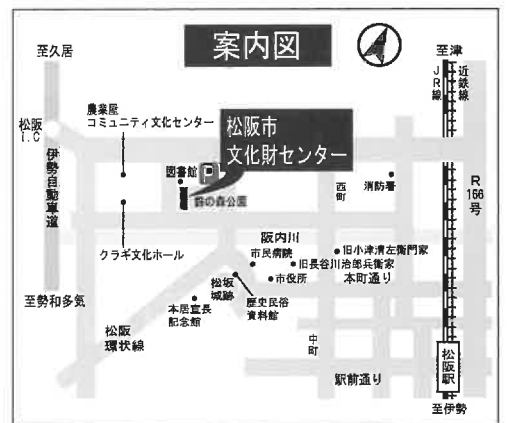 案内図
至久居
至津
JR線
近鉄線
農業屋
コミュニティ文化センター
松阪
I.C
伊勢自動車道
松阪市
文化財センター
図書館
P
鈴の森公園
西町
消防署
R
166
号
クラギ文化ホール
阪内川
市民病院
旧小津清左衛門家
旧長谷川治郎兵衛家
本町通り
市役所
松坂
城跡
歴史民俗
資料館
本居宣長
記念館
至勢和多気
松阪
環状線
中町
駅前通り
松阪駅
至伊勢